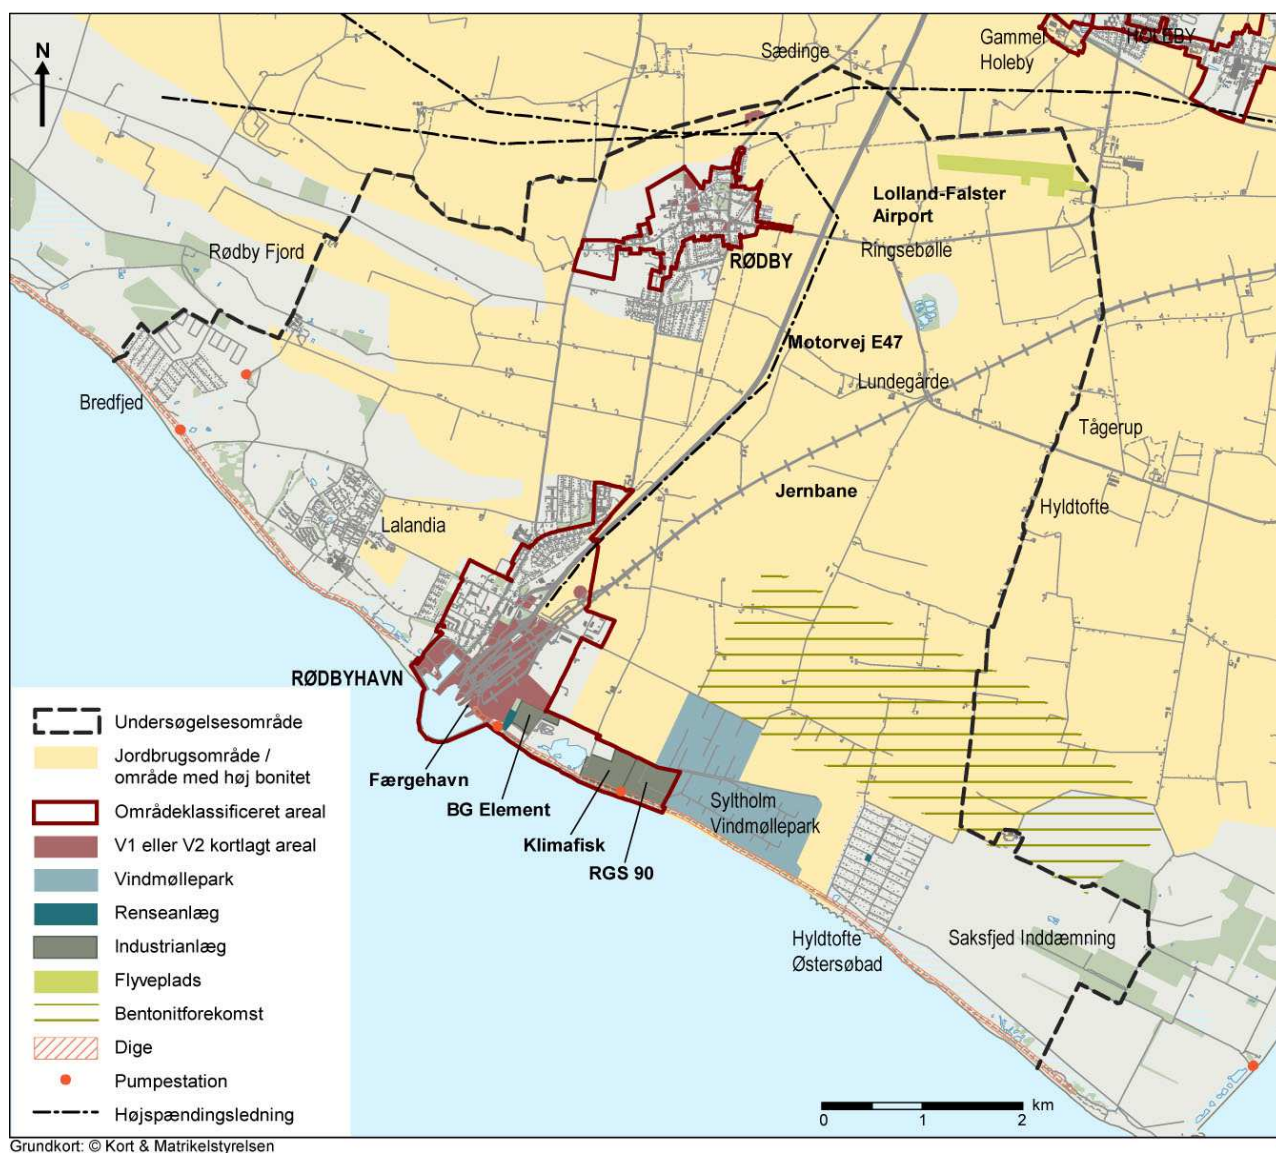 N
Sædinge
Gammel
Holeby
HOLEBY
Lolland-Falster
Airport
Rødby Fjord
RØDBY
Ringsebølle
Motorvej E47
Lundegårde
Bredfjed
Tågerup
Jernbane
Hyldtofte
Lalandia
RØDBYHAVN
Færgehavn
BG Element
Klimafisk
RGS 90
Syltholm
Vindmøllepark
Hyldtofte
Østersøbad
Saksfjed Inddæmning
Undersøgelsesområde
Jordbrugsområde /
område med høj bonitet
Områdeklassificeret areal
V1 eller V2 kortlagt areal
Vindmøllepark
Renseanlæg
Industrianlæg
Flyveplads
Bentonitforekomst
Dige
Pumpestation
Højspændingsledning
km
0 1 2
Grundkort: © Kort & Matrikelstyrelsen